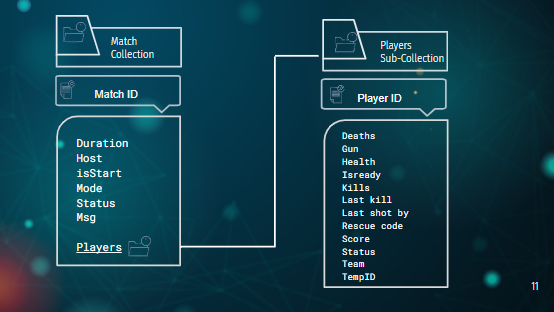 Match
Collection
Match ID
Duration
Host
isStart
Mode
Status
Msg
Players
Players
Sub-Collection
Player ID
Deaths
Gun
Health
Isready
Kills
Last kill
Last shot by
Rescue code
Score
Status
Team
TempID
11